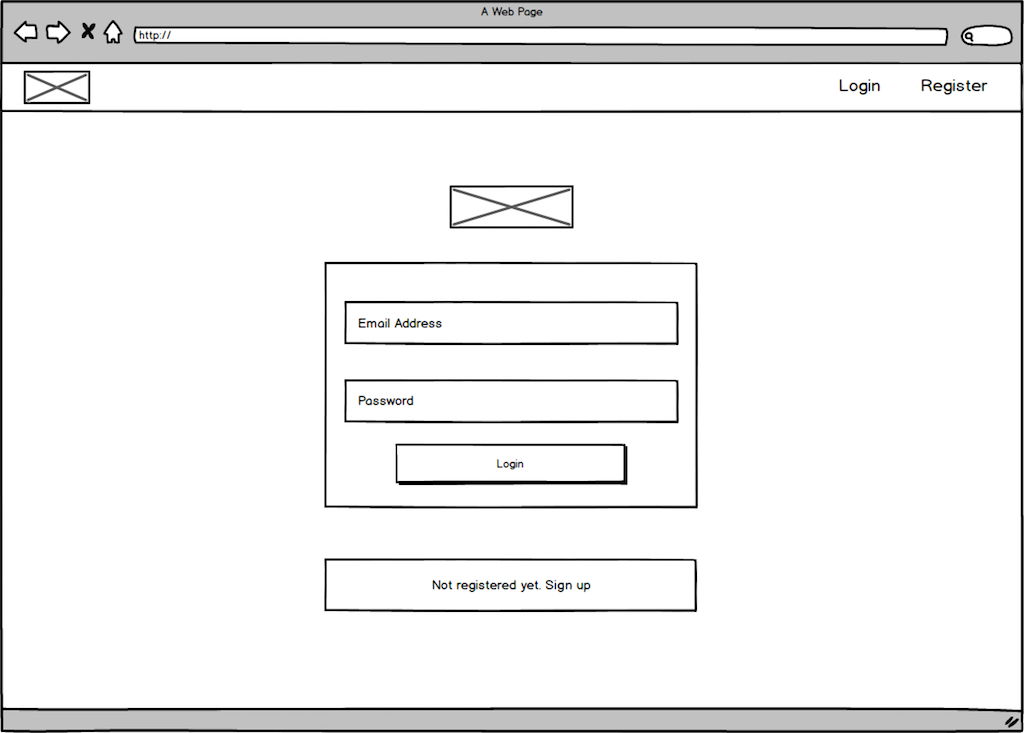 A Web Page
http://
Login Register
Email Address
Password
Login
Not registered yet. Sign up